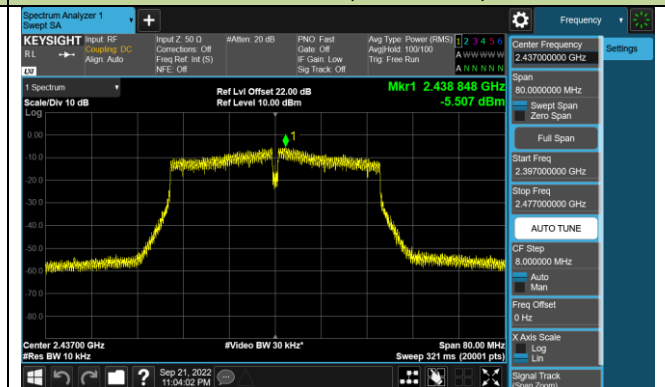 Spectrum Analyzer 1
Swept SA
+
Frequency
KEYSIGHT Input: RF Input Z: 50 Ω #Atten: 20 dB PNO: Fast Avg Type: Power (RMS) 1 2 3 4 5 6
RL Coupling: DC Corrections: Off Gate: Off Avg|Hold: 100/100 A WWWWW
Align: Auto Freq Ref: Int (S) IF Gain: Low Trig: Free Run
NFE: Off Sig Track: Off A NNNNN
LXI
1 Spectrum
Scale/Div 10 dB
Log
Ref Lvl Offset 22.00 dB
Ref Level 10.00 dBm
Mkr1 2.438 848 GHz
-5.507 dBm
1
0.00
-10.0
-20.0
-30.0
-40.0
-50.0
-60.0
-70.0
-80.0
Center 2.43700 GHz
#Res BW 10 kHz
#Video BW 30 kHz*
Span 80.00 MHz
Sweep 321 ms (20001 pts)
Sep 21, 2022
11:04:02 PM
Center Frequency
2.437000000 GHz
Settings
Span
80.0000000 MHz
Swept Span
Zero Span
Full Span
Start Freq
2.397000000 GHz
Stop Freq
2.477000000 GHz
AUTO TUNE
CF Step
8.000000 MHz
Auto
Man
Freq Offset
0 Hz
X Axis Scale
Log
Lin
Signal Track
(Span Zoom)